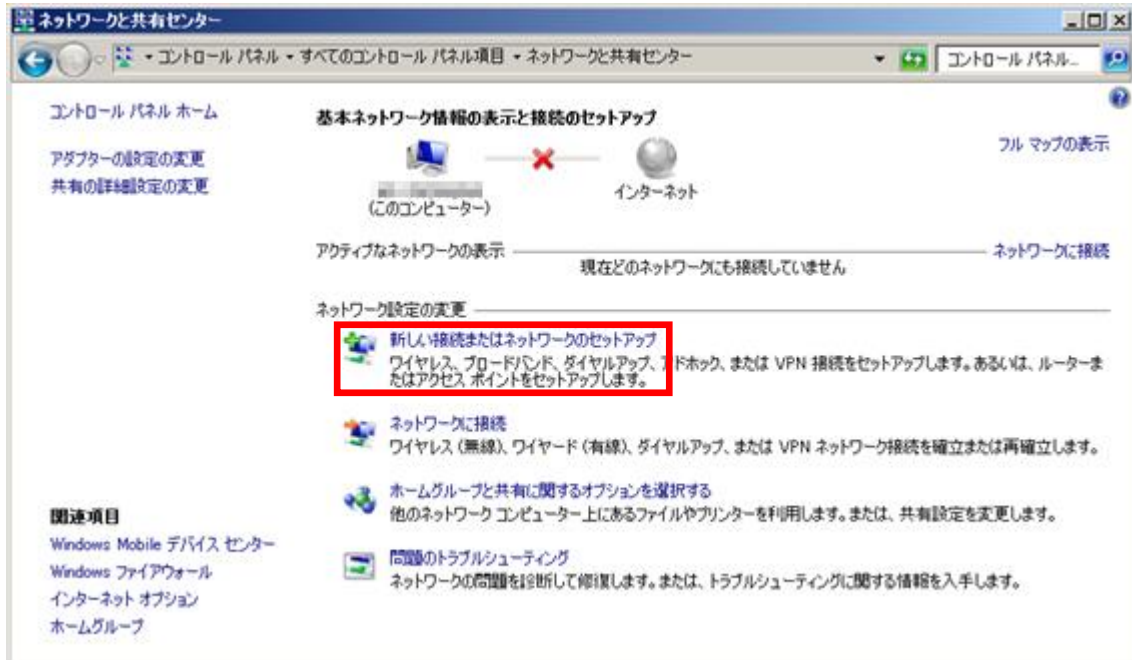 ネットワークと共有センター
コントロール パネル すべてのコントロール パネル項目 ネットワークと共有センター
コントロール パネル...
コントロール パネル ホーム
アダプターの設定の変更
共有の詳細設定の変更
基本ネットワーク情報の表示と接続のセットアップ
フル マップの表示
(このコンピューター)
インターネット
アクティブなネットワークの表示
ネットワークに接続
現在どのネットワークにも接続していません
ネットワーク設定の変更
新しい接続またはネットワークのセットアップ
ワイヤレス、ブロードバンド、ダイヤルアップ、アドホック、または VPN 接続をセットアップします。あるいは、ルーターま
たはアクセス ポイントをセットアップします。
ネットワークに接続
ワイヤレス (無線)、ワイヤード (有線)、ダイヤルアップ、または VPN ネットワーク接続を確立または再確立します。
ホームグループと共有に関するオプションを選択する
他のネットワーク コンピューター上にあるファイルやプリンターを利用します。または、共有設定を変更します。
問題のトラブルシューティング
ネットワークの問題を診断して修復します。または、トラブルシューティングに関する情報を入手します。
関連項目
Windows Mobile デバイス センター
Windows ファイアウォール
インターネット オプション
ホームグループ